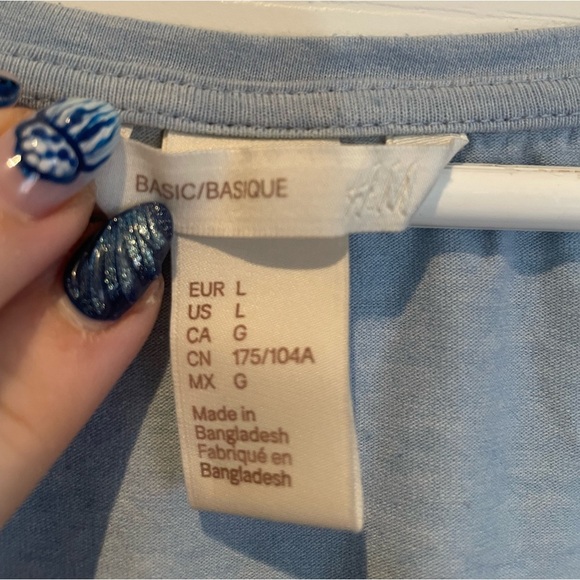 BASIC/BASIQUE
EUR L
US L
CA G
CN 175/104A
MX G
Made in
Bangladesh
Fabriqué en
Bangladesh